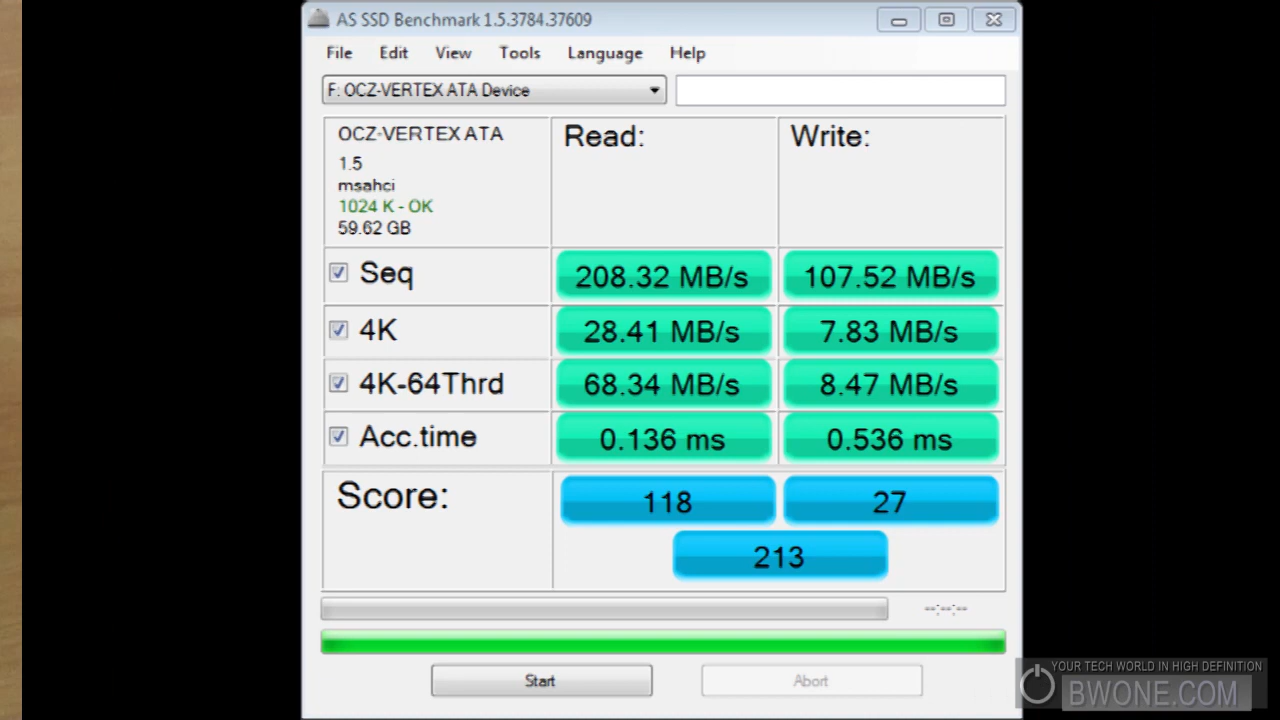 AS SSD Benchmark 1.5.3784.37609
File Edit View Tools Language Help
F: OCZ-VERTEX ATA Device
OCZ-VERTEX ATA
1.5
msahci
1024 K - OK
59.62 GB
Read:
Write:
Seq
208.32 MB/s
107.52 MB/s
4K
28.41 MB/s
7.83 MB/s
4K-64Thrd
68.34 MB/s
8.47 MB/s
Acc.time
0.136 ms
0.536 ms
Score:
118
27
213
--:--:--
Start
Abort
YOUR TECH WORLD IN HIGH DEFINITION
BWONE.COM